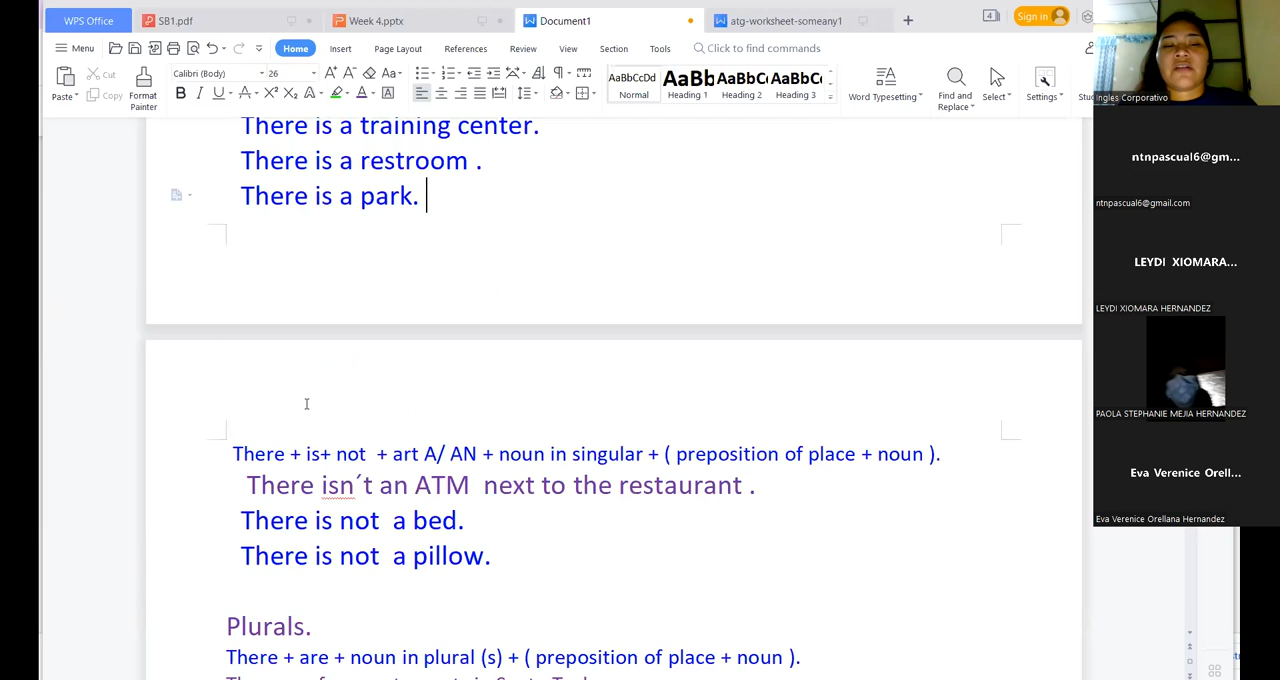 WPS Office
SB1.pdf
Week 4.pptx
Document1
atg-worksheet-someany1
+
4
Sign in
Menu
Home
Insert
Page Layout
References
Review
View
Section
Tools
Click to find commands
Paste
Cut
Copy
Format Painter
Calibri (Body)
26
AaBbCcDd
Normal
AaBb
Heading 1
AaBbC
Heading 2
AaBbC
Heading 3
Word Typesetting
Find and Replace
Select
Settings
Ingles Corporativo
There is a training center.
There is a restroom .
There is a park.
There + is+ not + art A/ AN + noun in singular + ( preposition of place + noun ).
There isn´t an ATM next to the restaurant .
There is not a bed.
There is not a pillow.
Plurals.
There + are + noun in plural (s) + ( preposition of place + noun ).
ntnpascual6@gm...
ntnpascual6@gmail.com
LEYDI XIOMARA...
LEYDI XIOMARA HERNANDEZ
PAOLA STEPHANIE MEJIA HERNANDEZ
Eva Verenice Orell...
Eva Verenice Orellana Hernandez